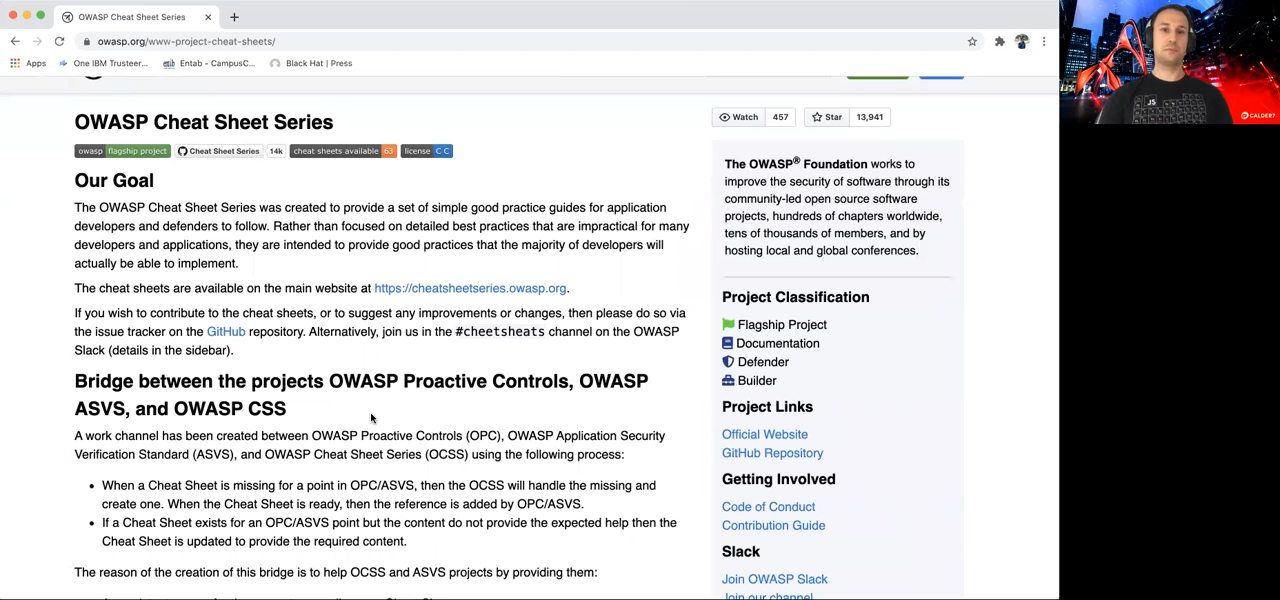 OWASP Cheat Sheet Series
owasp.org/www-project-cheat-sheets/
Apps
One IBM Trusteer...
Entab - CampusC...
Black Hat | Press
OWASP Cheat Sheet Series
owasp flagship project
Cheat Sheet Series 14k
cheat sheets available 63
license CC
Our Goal
The OWASP Cheat Sheet Series was created to provide a set of simple good practice guides for application
developers and defenders to follow. Rather than focused on detailed best practices that are impractical for many
developers and applications, they are intended to provide good practices that the majority of developers will
actually be able to implement.
The cheat sheets are available on the main website at https://cheatsheetseries.owasp.org.
If you wish to contribute to the cheat sheets, or to suggest any improvements or changes, then please do so via
the issue tracker on the GitHub repository. Alternatively, join us in the #cheetsheats channel on the OWASP
Slack (details in the sidebar).
Bridge between the projects OWASP Proactive Controls, OWASP
ASVS, and OWASP CSS
A work channel has been created between OWASP Proactive Controls (OPC), OWASP Application Security
Verification Standard (ASVS), and OWASP Cheat Sheet Series (OCSS) using the following process:
• When a Cheat Sheet is missing for a point in OPC/ASVS, then the OCSS will handle the missing and
create one. When the Cheat Sheet is ready, then the reference is added by OPC/ASVS.
• If a Cheat Sheet exists for an OPC/ASVS point but the content do not provide the expected help then the
Cheat Sheet is updated to provide the required content.
The reason of the creation of this bridge is to help OCSS and ASVS projects by providing them:
Watch 457
Star 13,941
The OWASP® Foundation works to
improve the security of software through its
community-led open source software
projects, hundreds of chapters worldwide,
tens of thousands of members, and by
hosting local and global conferences.
Project Classification
Flagship Project
Documentation
Defender
Builder
Project Links
Official Website
GitHub Repository
Getting Involved
Code of Conduct
Contribution Guide
Slack
Join OWASP Slack
Join our channel
JS
CALDER7